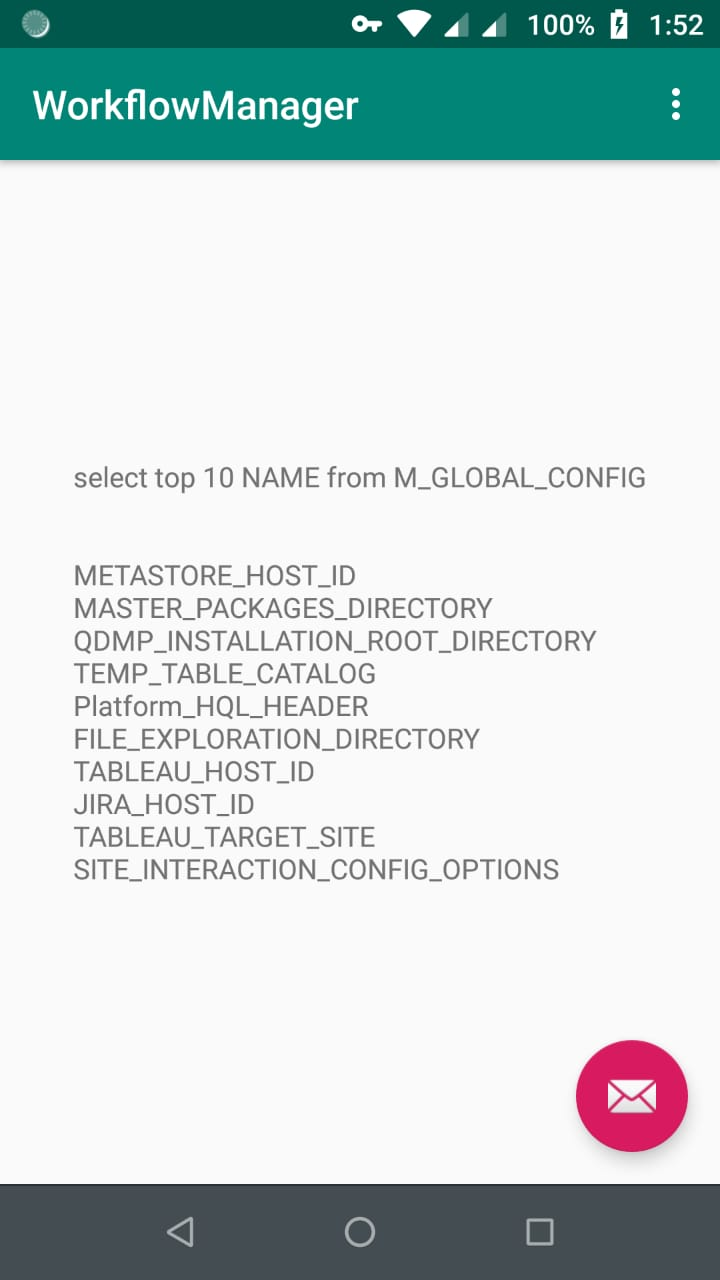 100% 1:52
WorkflowManager
select top 10 NAME from M_GLOBAL_CONFIG
METASTORE_HOST_ID
MASTER_PACKAGES_DIRECTORY
QDMP_INSTALLATION_ROOT_DIRECTORY
TEMP_TABLE_CATALOG
Platform_HQL_HEADER
FILE_EXPLORATION_DIRECTORY
TABLEAU_HOST_ID
JIRA_HOST_ID
TABLEAU_TARGET_SITE
SITE_INTERACTION_CONFIG_OPTIONS